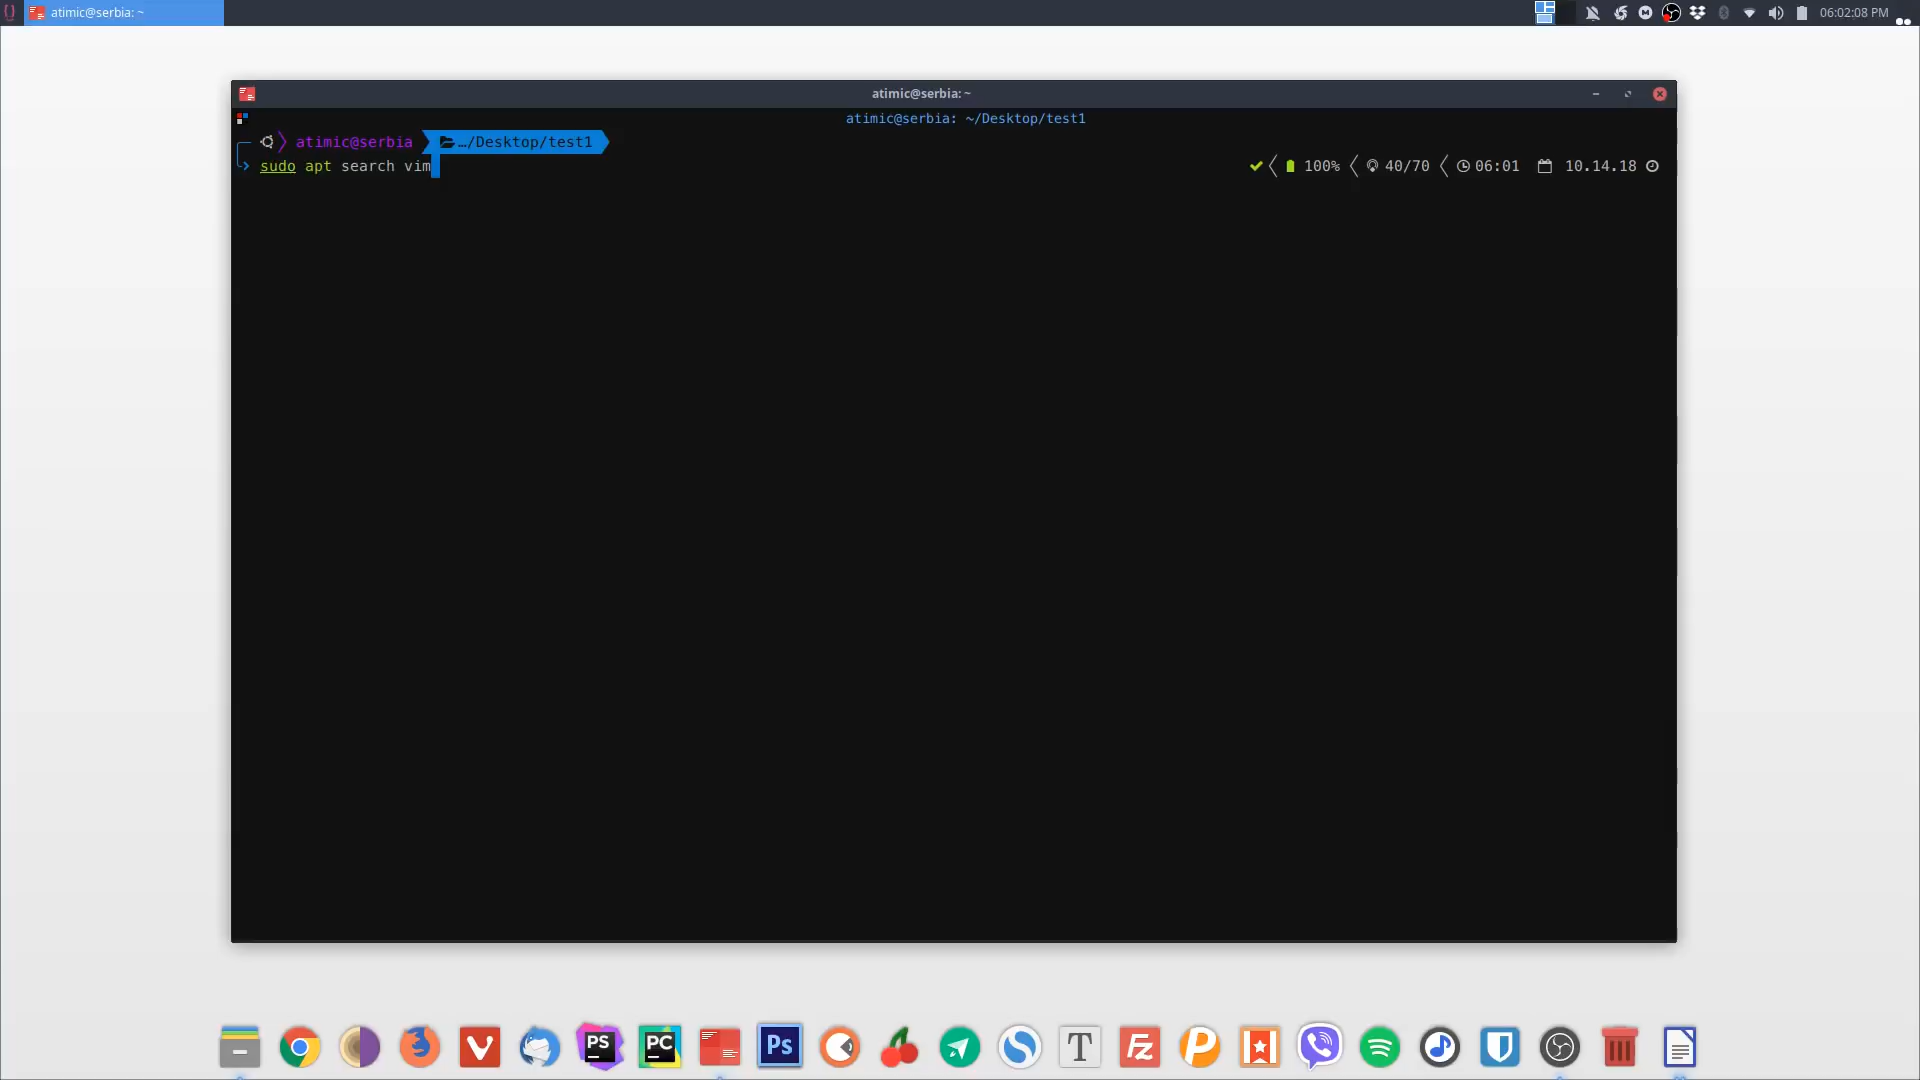 atimic@serbia: ~
06:02:08 PM
atimic@serbia: ~
atimic@serbia: ~/Desktop/test1
atimic@serbia …/Desktop/test1
sudo apt search vim 100% 40/70 06:01 10.14.18
PS
PC
Ps
T
Fz
P